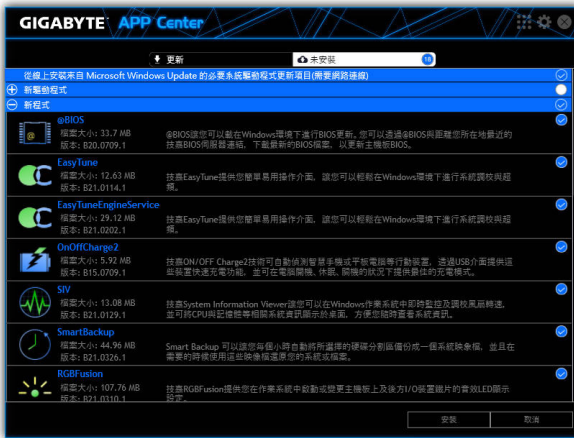 GIGABYTE APP Center
更新
未安裝 16
從線上安裝來自 Microsoft Windows Update 的必要系統驅動程式更新項目(需要網路連線)
新驅動程式
新程式
@BIOS
檔案大小: 33.7 MB
版本: B20.0709.1
@BIOS讓您可以載在Windows環境下進行BIOS更新。您可以透過@BIOS與距離您所在地最近的
技嘉BIOS伺服器連結，下載最新的BIOS檔案，以更新主機板BIOS。
EasyTune
檔案大小: 12.63 MB
版本: B21.0114.1
技嘉EasyTune提供您簡單易用操作介面，讓您可以輕鬆在Windows環境下進行系統調校與超
頻。
EasyTuneEngineService
檔案大小: 29.12 MB
版本: B21.0202.1
技嘉EasyTune提供您簡單易用操作介面，讓您可以輕鬆在Windows環境下進行系統調校與超
頻。
OnOffCharge2
檔案大小: 5.92 MB
版本: B15.0709.1
技嘉ON/OFF Charge2技術可自動偵測智慧手機或平板電腦等行動裝置，透過USB介面提供這
些裝置快速充電功能，並可在電腦開機、休眠、關機的狀況下提供最佳的充電模式。
SIV
檔案大小: 13.08 MB
版本: B21.0129.1
技嘉System Information Viewer讓您可以在Windows作業系統中即時監控及調校風扇轉速，
並可將CPU與記憶體等相關系統資訊顯示於桌面，方便您隨時查看系統資訊。
SmartBackup
檔案大小: 44.96 MB
版本: B21.0326.1
Smart Backup 可以讓您每個小時自動將所選擇的硬碟分割區備份成一個系統映象檔，並且在
需要的時候使用這些映像檔還原您的系統或檔案。
RGBFusion
檔案大小: 107.76 MB
版本: B21.0310.1
技嘉RGBFusion提供您在作業系統中啟動或變更主機板上及後方I/O裝置鐵片的音效LED顯示
設定。
安裝
取消